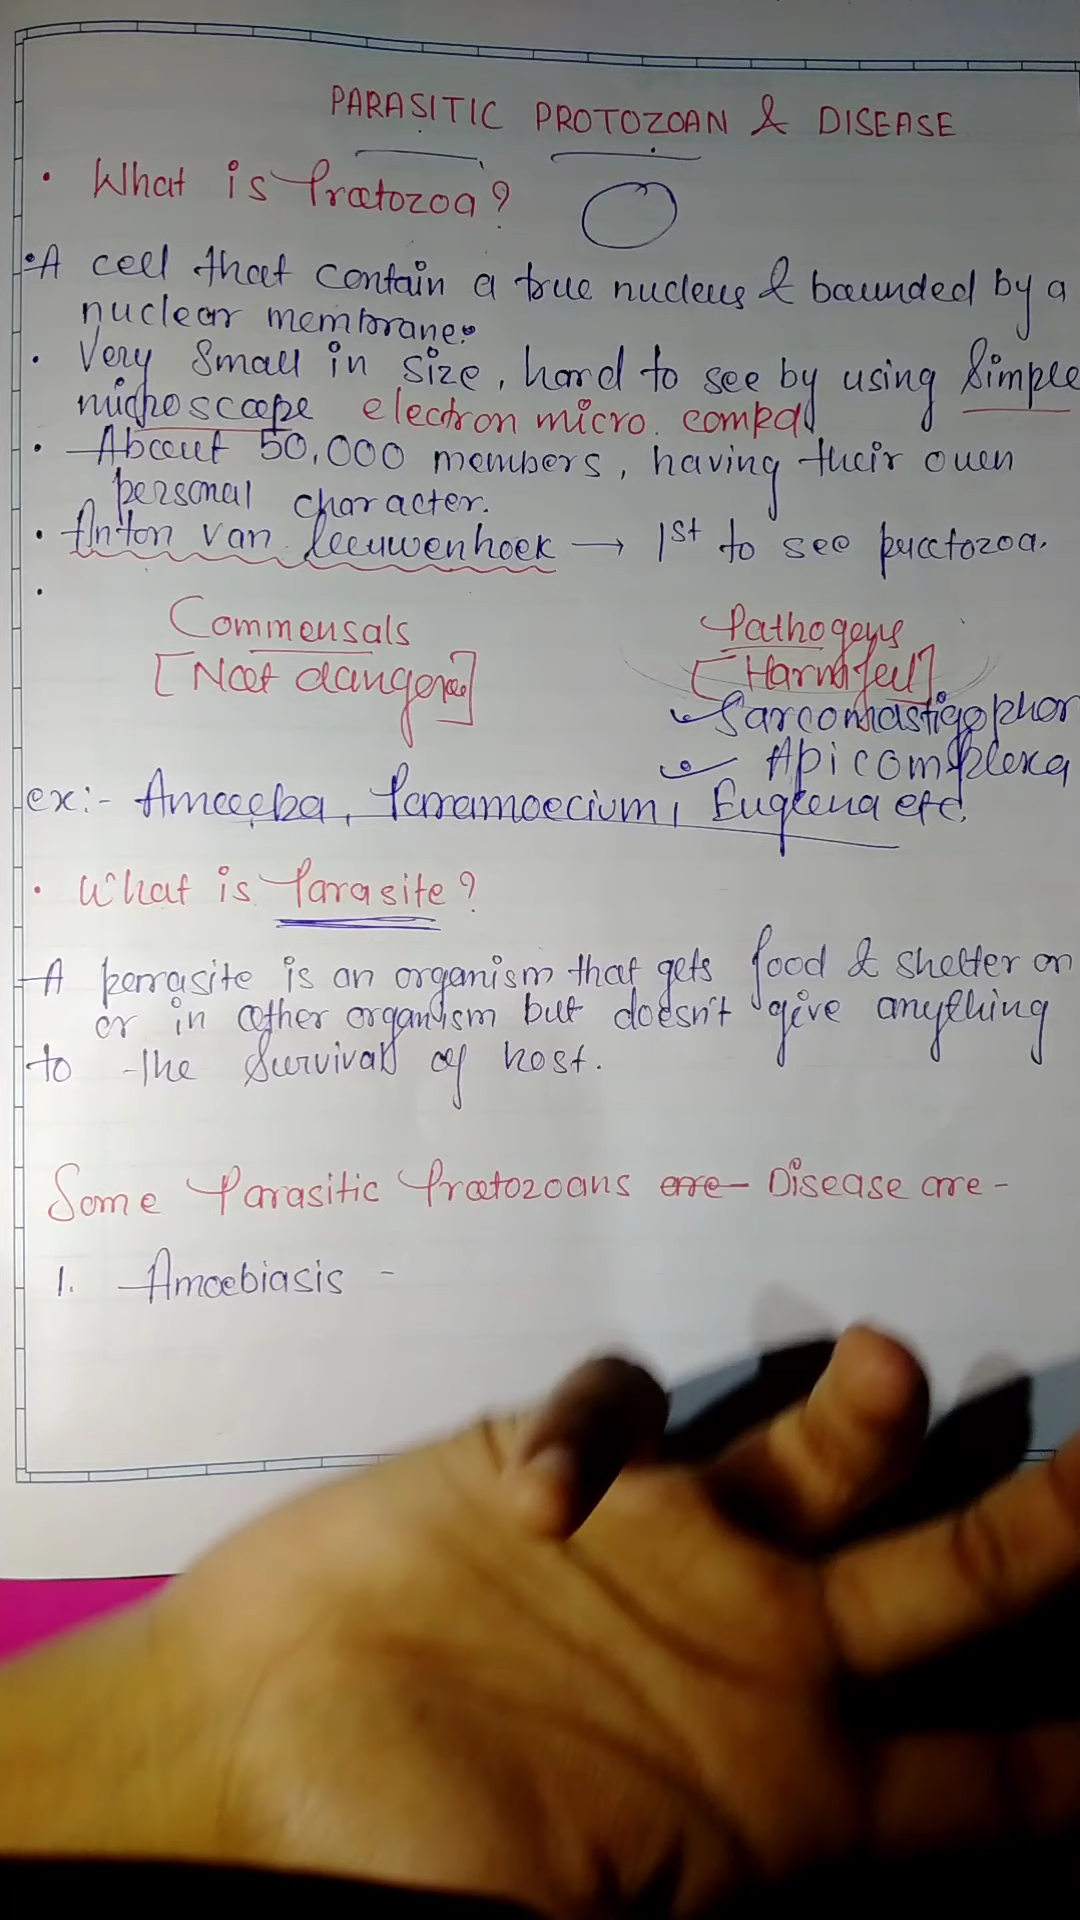 PARASITIC PROTOZOAN & DISEASE
• What is Protozoa?
• A cell that contain a true nucleus & bounded by a
nuclear membrane.
• Very small in size, hard to see by using Simple
microscope electron micro. compd
• About 50,000 members, having their own
personal character.
• Anton van Leeuwenhoek → 1st to see protozoa.
•
Commensals Pathogens
[Not dangerous] [Harmful]
Sarcomastigophor
Apicomplexa
ex:- Amoeba, Paramoecium, Euglena etc.
• What is Parasite?
A parasite is an organism that gets food & shelter on
or in other organism but doesn't give anything
to the survival of host.
Some Parasitic Protozoans are Disease are -
1. Amoebiasis -